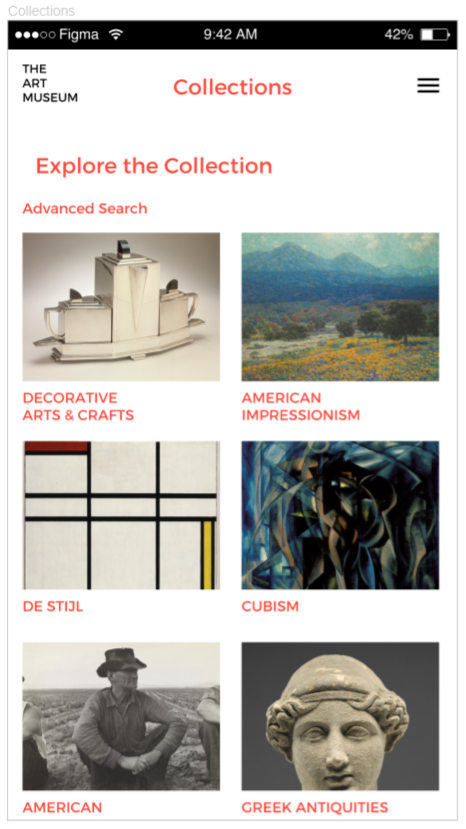 Collections
Figma 9:42 AM 42%
THE
ART
MUSEUM
Collections
Explore the Collection
Advanced Search
DECORATIVE
ARTS & CRAFTS
AMERICAN
IMPRESSIONISM
DE STIJL
CUBISM
AMERICAN
GREEK ANTIQUITIES